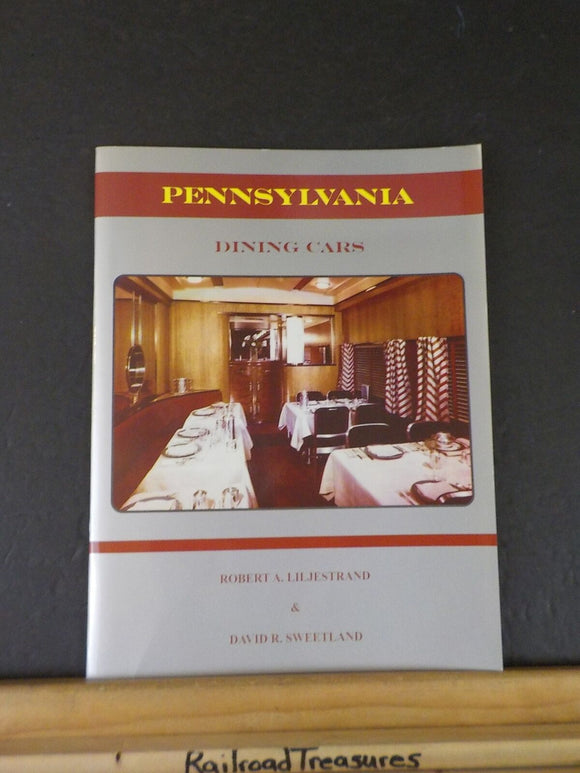 PENNSYLVANIA
DINING CARS
ROBERT A. LILJESTRAND
&
DAVID R. SWEETLAND
RailroadTreasures